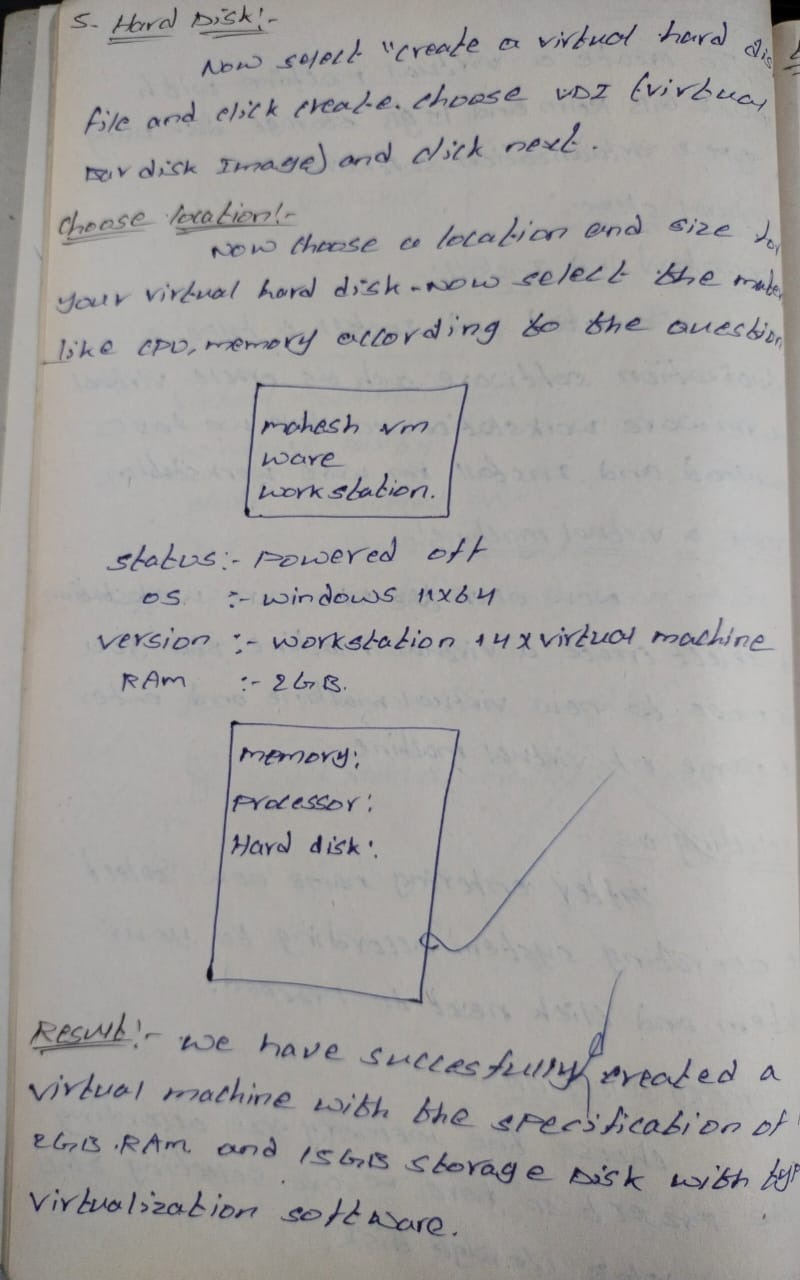 5. Hard Disk:-
Now select "create a virtual hard dis
file and click create. choose VDI (virtual
disk Image) and click next.
choose location:-
Now choose a location and size for
your virtual hard disk. Now select the
like CPU, memory according to the question
mahesh vm
ware
workstation.
status:- Powered off
OS :- windows 11x64
version :- workstation 14x virtual machine
RAM :- 2GB.
memory:
Processor:
Hard disk:
Result:- We have succesfully created a
virtual machine with the specification of
2GB RAM and 15GB storage Disk with typ
virtualization software.